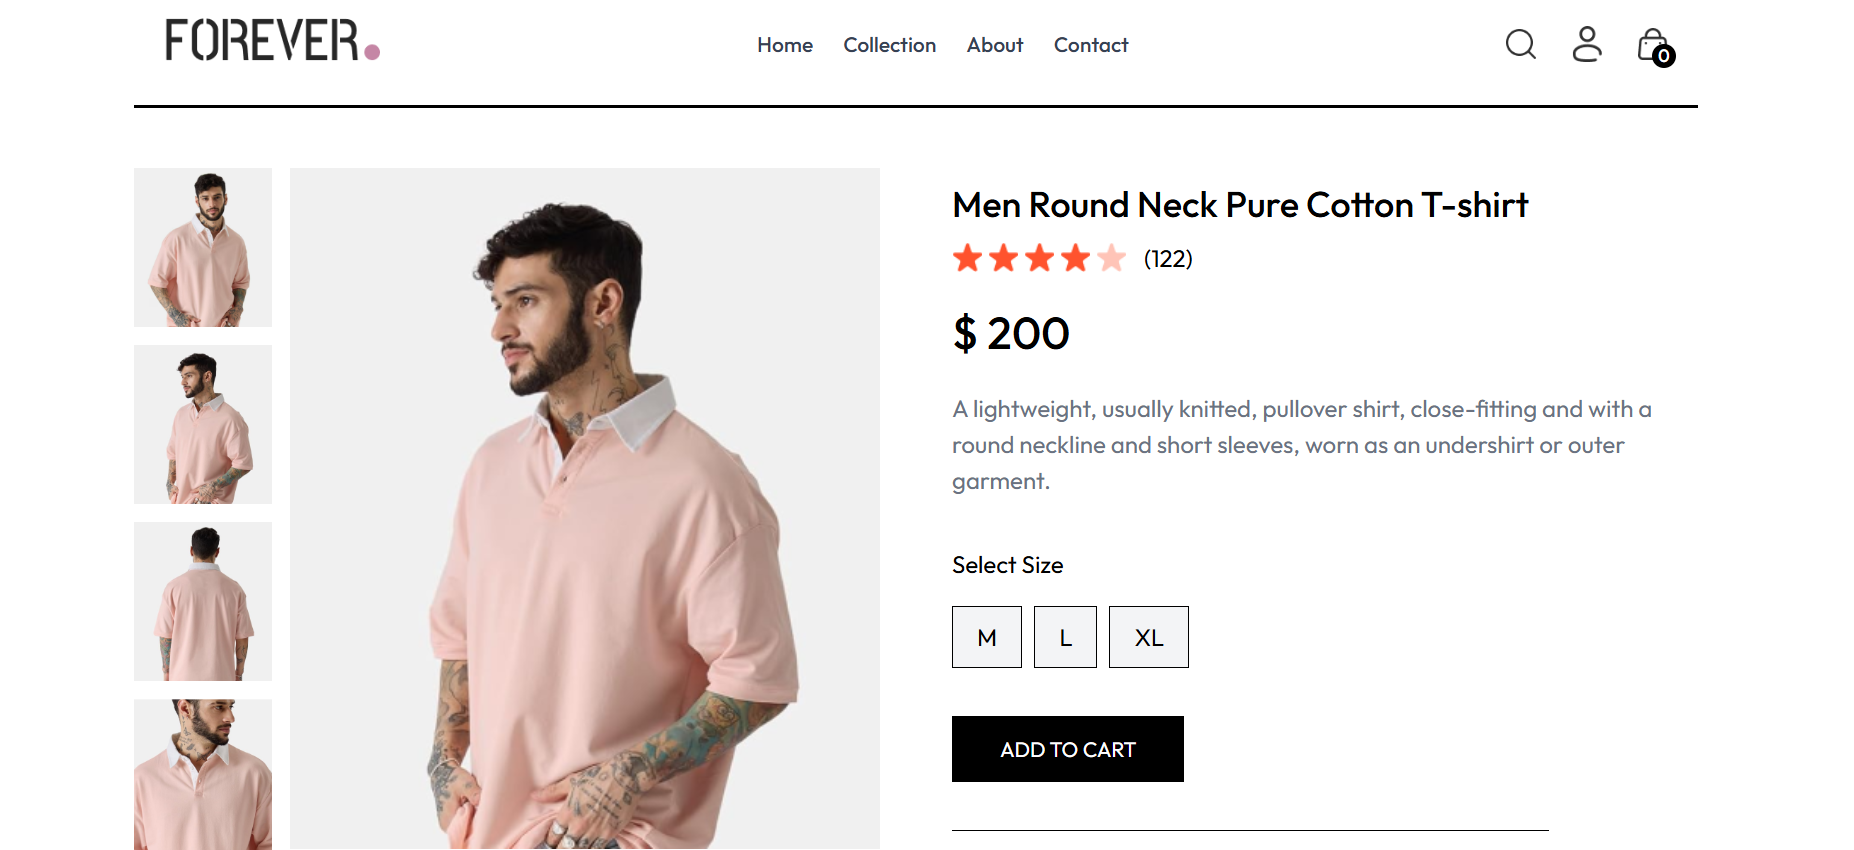 FOREVER.
Home Collection About Contact
0
Men Round Neck Pure Cotton T-shirt
(122)
$ 200
A lightweight, usually knitted, pullover shirt, close-fitting and with a
round neckline and short sleeves, worn as an undershirt or outer
garment.
Select Size
M L XL
ADD TO CART